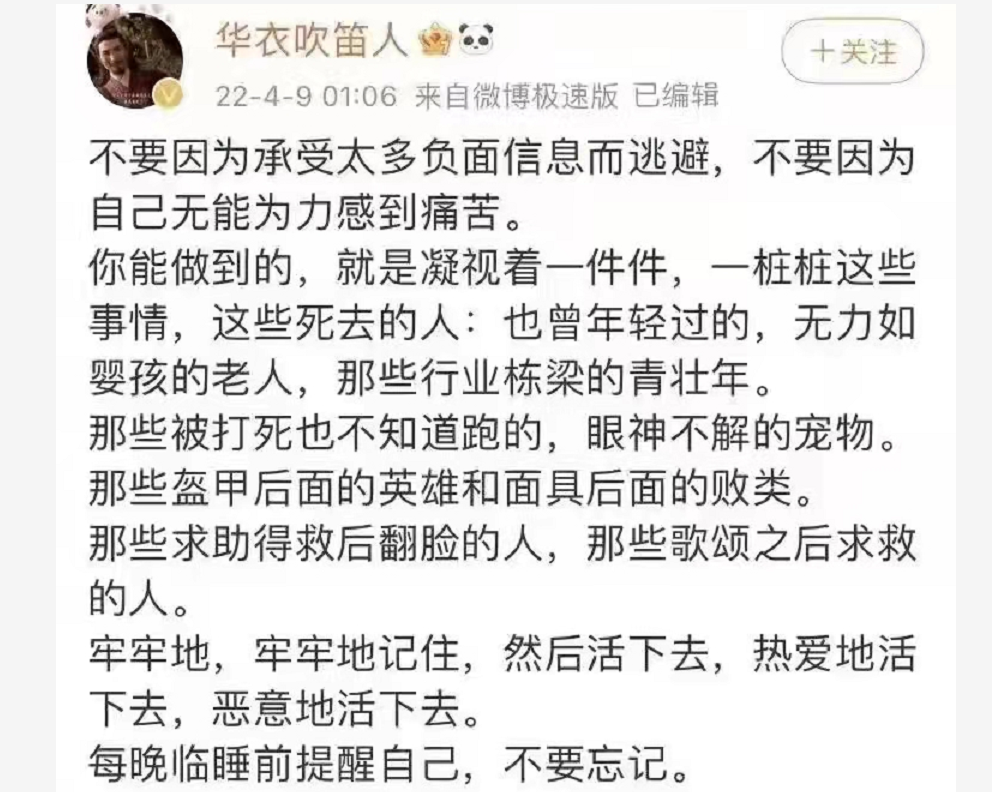 华衣吹笛人
+关注
22-4-9 01:06 来自微博极速版 已编辑
不要因为承受太多负面信息而逃避，不要因为
自己无能为力感到痛苦。
你能做到的，就是凝视着一件件，一桩桩这些
事情，这些死去的人：也曾年轻过的，无力如
婴孩的老人，那些行业栋梁的青壮年。
那些被打死也不知道跑的，眼神不解的宠物。
那些盔甲后面的英雄和面具后面的败类。
那些求助得救后翻脸的人，那些歌颂之后求救
的人。
牢牢地，牢牢地记住，然后活下去，热爱地活
下去，恶意地活下去。
每晚临睡前提醒自己，不要忘记。